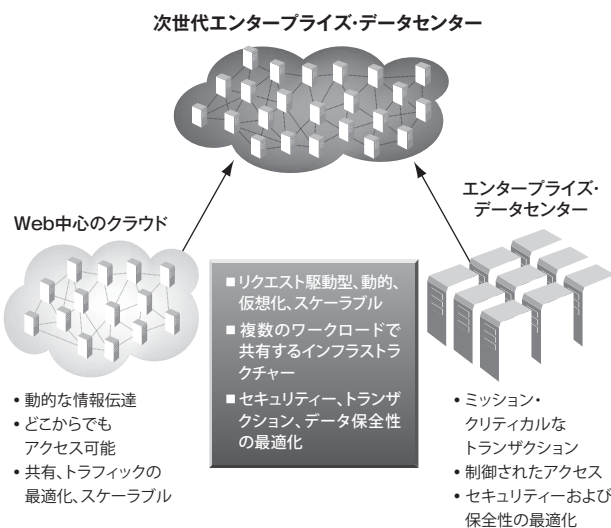 次世代エンタープライズ・データセンター
Web中心のクラウド
エンタープライズ・
データセンター
■リクエスト駆動型、動的、
仮想化、スケーラブル
■複数のワークロードで
共有するインフラストラ
クチャー
■セキュリティー、トランザ
クション、データ保全性
の最適化
• 動的な情報伝達
• どこからでも
アクセス可能
• 共有、トラフィックの
最適化、スケーラブル
• ミッション・
クリティカルな
トランザクション
• 制御されたアクセス
• セキュリティーおよび
保全性の最適化